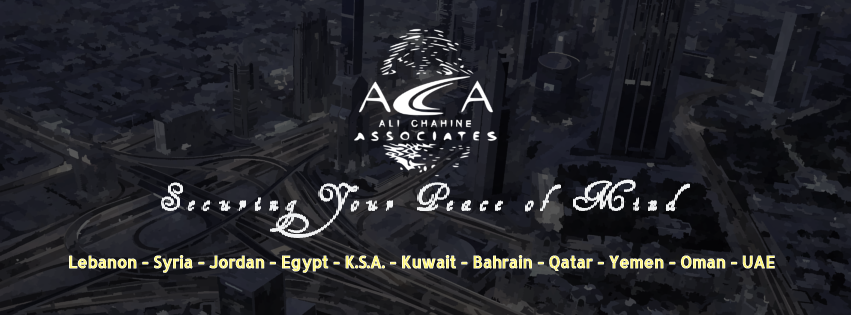 ACA
ALI CHAHINE
ASSOCIATES
Securing Your Peace of Mind
Lebanon - Syria - Jordan - Egypt - K.S.A. - Kuwait - Bahrain - Qatar - Yemen - Oman - UAE